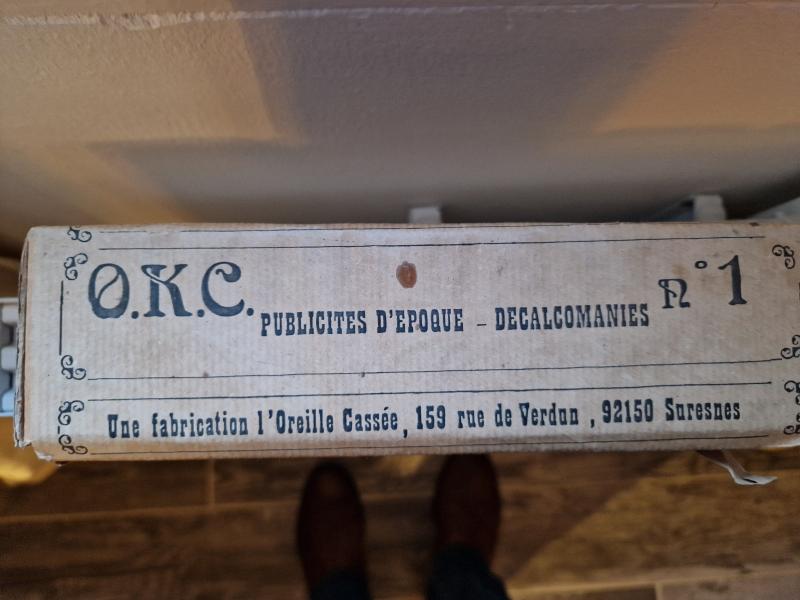 O.K.C. PUBLICITES D'EPOQUE - DECALCOMANIES n°1
Une fabrication l'Oreille Cassée, 159 rue de Verdun, 92150 Suresnes